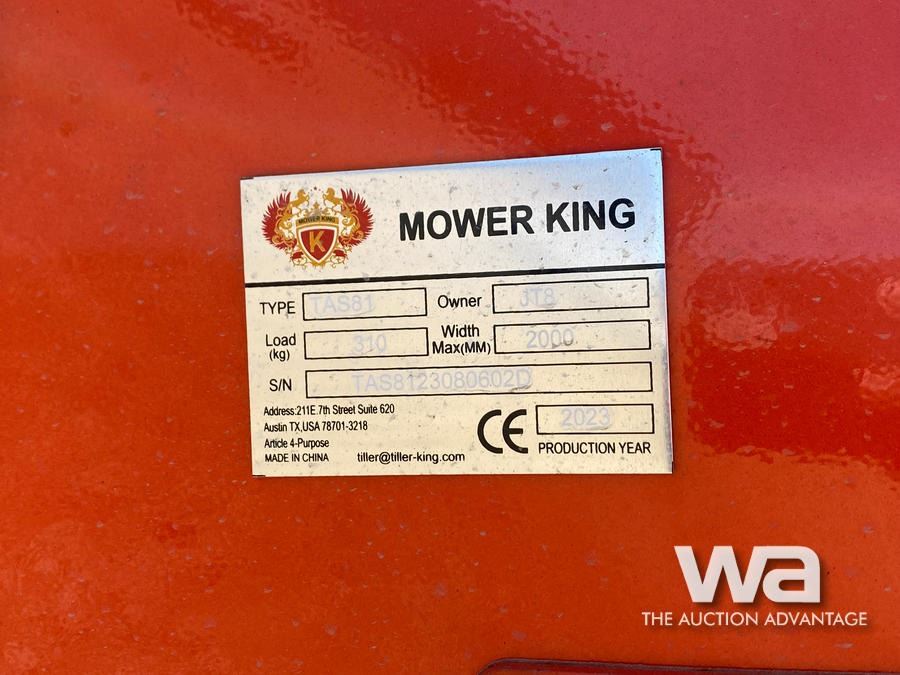 MOWER KING
K
MOWER KING
TYPE TAS81 Owner JT8
Load (kg) 310 Width Max(MM) 2000
S/N TAS8123080602D
Address:211E.7th Street Suite 620
Austin TX,USA 78701-3218
Article 4-Purpose
MADE IN CHINA tiller@tiller-king.com
CE 2023
PRODUCTION YEAR
wa
THE AUCTION ADVANTAGE